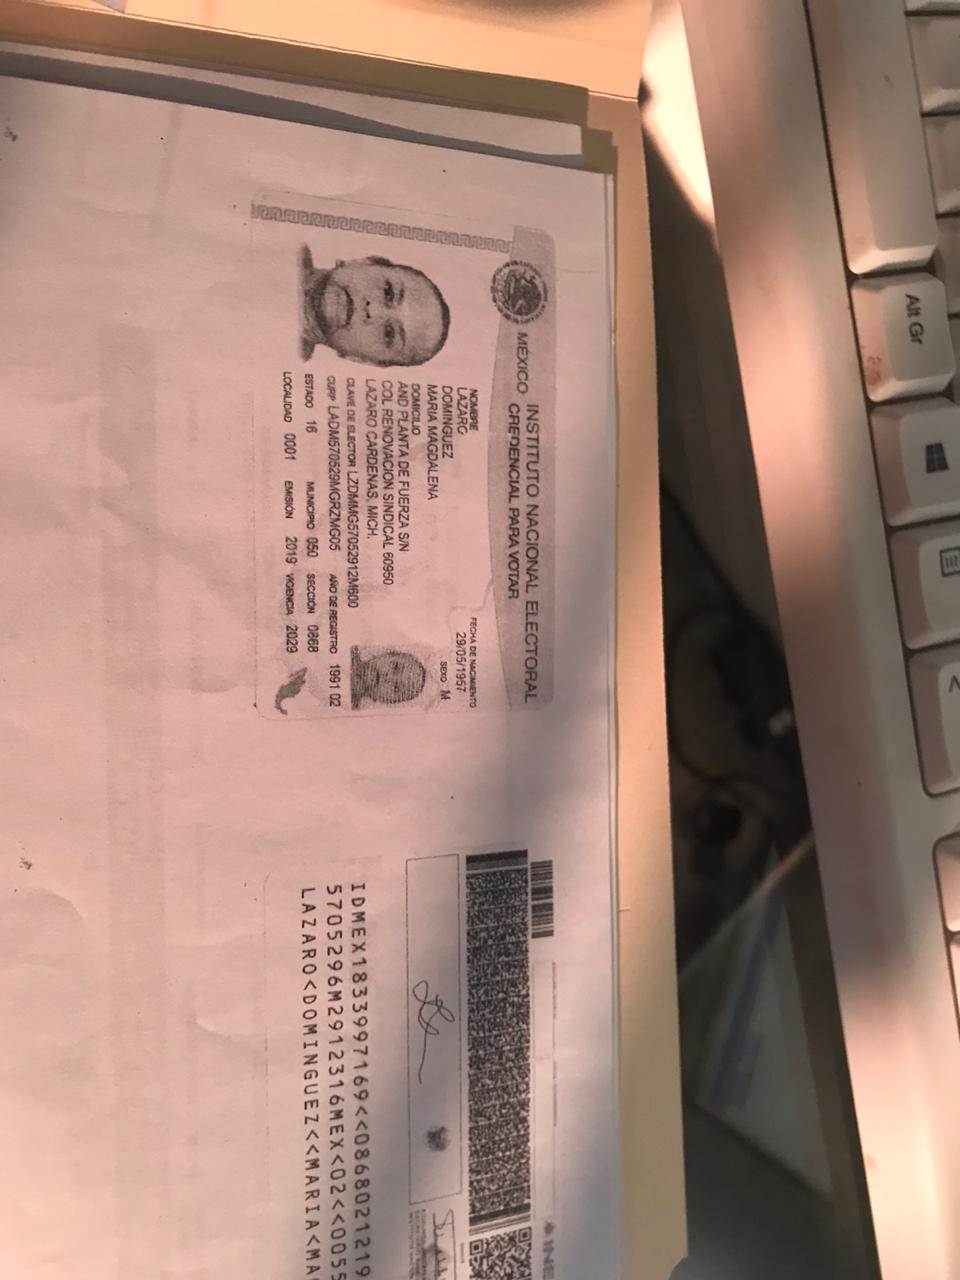 MÉXICO INSTITUTO NACIONAL ELECTORAL
CREDENCIAL PARA VOTAR
NOMBRE
LAZARO
DOMINGUEZ
MARIA MAGDALENA
FECHA DE NACIMIENTO
29/05/1957
SEXO M
DOMICILIO
AND PLANTA DE FUERZA S/N
COL RENOVACION SINDICAL 60950
LAZARO CARDENAS, MICH.
CLAVE DE ELECTOR LZDMMG57052912M600
CURP LADM570529MGRZMG05 AÑO DE REGISTRO 1991 02
ESTADO 16 MUNICIPIO 050 SECCIÓN 0868
LOCALIDAD 0001 EMISIÓN 2019 VIGENCIA 2029
INE
IDMEX1833997169<<0868021219
5705296M2912316MEX<02<<0055
LAZARO<DOMINGUEZ<<MARIA<MA
Alt Gr